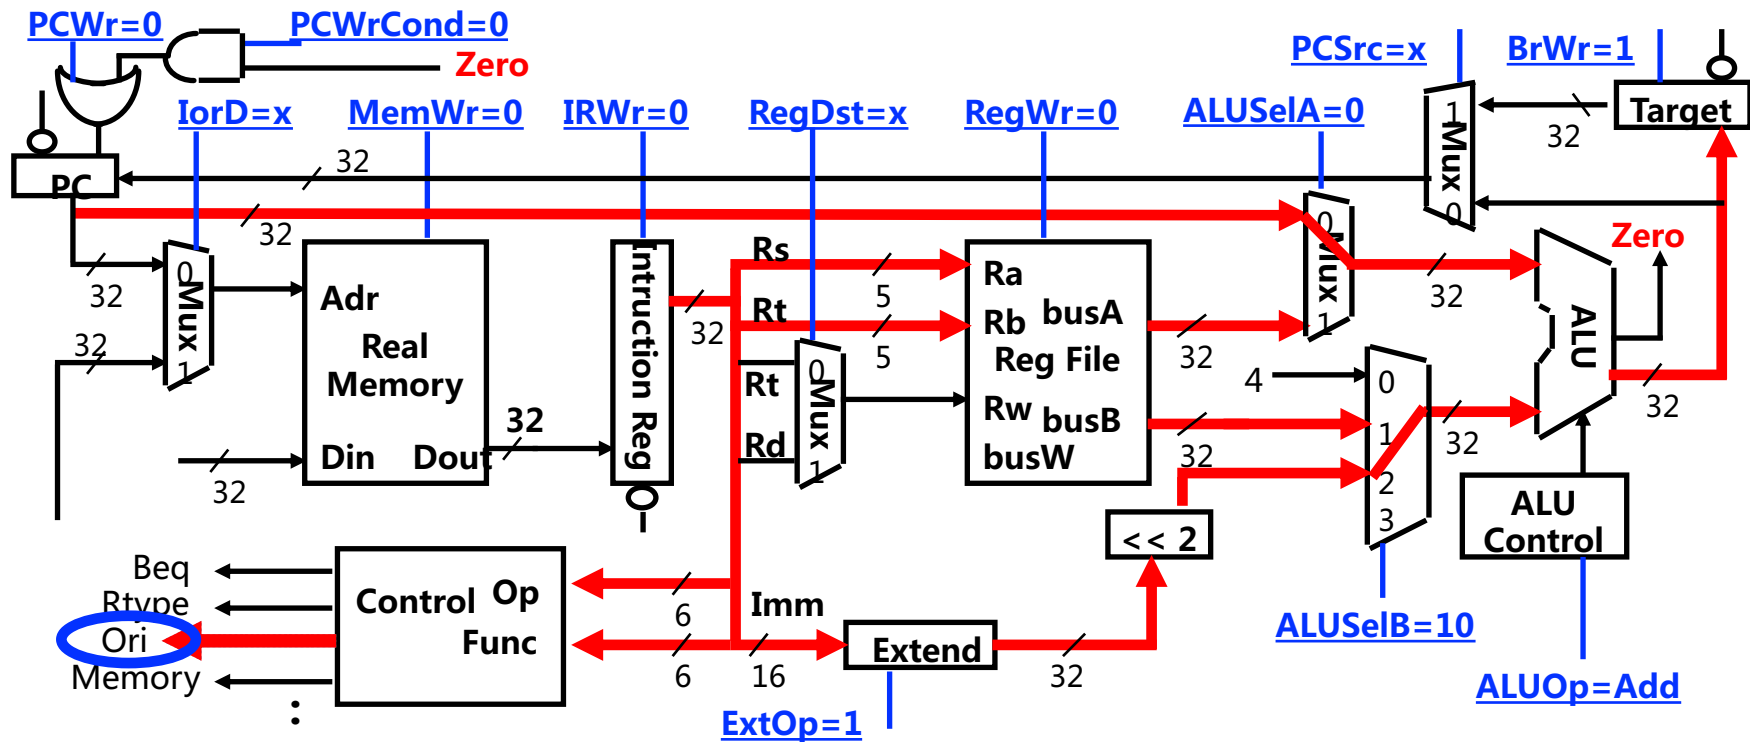 PCWr=0
PCWrCond=0
Zero
PCSrc=x
BrWr=1
IorD=x
MemWr=0
IRWr=0
RegDst=x
RegWr=0
ALUSelA=0
Target
1
Mux
0
32
PC
32
32
32
0
Mux
1
32
Adr
Real
Memory
Din
Dout
32
32
Intruction Reg
32
Rs
5
Rt
5
Rt
Rd
0
Mux
1
Ra
Rb
busA
Reg File
Rw
busB
busW
32
32
0
Mux
1
32
4
0
1
2
3
32
Zero
ALU
32
ALU
Control
<< 2
ALUSelB=10
ALUOp=Add
Beq
Rtype
Ori
Memory
:
Control
Op
Func
6
6
Imm
16
Extend
32
ExtOp=1